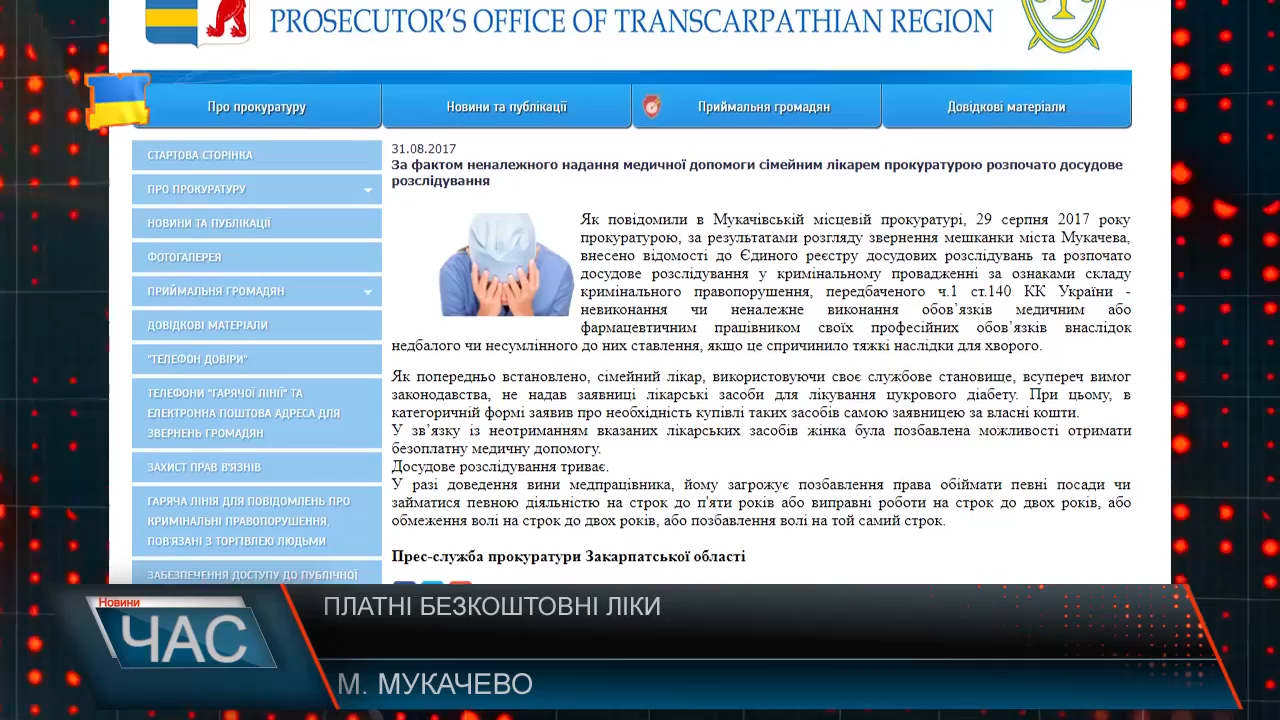 PROSECUTOR'S OFFICE OF TRANSCARPATHIAN REGION
Про прокуратуру
Новини та публікації
Приймальня громадян
Довідкові матеріали
СТАРТОВА СТОРІНКА
ПРО ПРОКУРАТУРУ
НОВИНИ ТА ПУБЛІКАЦІЇ
ФОТОГАЛЕРЕЯ
ПРИЙМАЛЬНЯ ГРОМАДЯН
ДОВІДКОВІ МАТЕРІАЛИ
"ТЕЛЕФОН ДОВІРИ"
ТЕЛЕФОНИ "ГАРЯЧОЇ ЛІНІЇ" ТА
ЕЛЕКТРОННА ПОШТОВА АДРЕСА ДЛЯ
ЗВЕРНЕНЬ ГРОМАДЯН
ЗАХИСТ ПРАВ В'ЯЗНІВ
ГАРЯЧА ЛІНІЯ ДЛЯ ПОВІДОМЛЕНЬ ПРО
КРИМІНАЛЬНІ ПРАВОПОРУШЕННЯ,
ПОВ'ЯЗАНІ З ТОРГІВЛЕЮ ЛЮДЬМИ
ЗАБЕЗПЕЧЕННЯ ДОСТУПУ ДО ПУБЛІЧНОЇ
31.08.2017
За фактом неналежного надання медичної допомоги сімейним лікарем прокуратурою розпочато досудове
розслідування
Як повідомили в Мукачівській місцевій прокуратурі, 29 серпня 2017 року
прокуратурою, за результатами розгляду звернення мешканки міста Мукачева,
внесено відомості до Єдиного реєстру досудових розслідувань та розпочато
досудове розслідування у кримінальному провадженні за ознаками складу
кримінального правопорушення, передбаченого ч.1 ст.140 КК України -
невиконання чи неналежне виконання обов'язків медичним або
фармацевтичним працівником своїх професійних обов'язків внаслідок
недбалого чи несумлінного до них ставлення, якщо це спричинило тяжкі наслідки для хворого.
Як попередньо встановлено, сімейний лікар, використовуючи своє службове становище, всупереч вимог
законодавства, не надав заявниці лікарські засоби для лікування цукрового діабету. При цьому, в
категоричній формі заявив про необхідність купівлі таких засобів самою заявницею за власні кошти.
У зв'язку із неотриманням вказаних лікарських засобів жінка була позбавлена можливості отримати
безоплатну медичну допомогу.
Досудове розслідування триває.
У разі доведення вини медпрацівника, йому загрожує позбавлення права обіймати певні посади чи
займатися певною діяльністю на строк до п'яти років або виправні роботи на строк до двох років, або
обмеження волі на строк до двох років, або позбавлення волі на той самий строк.
Прес-служба прокуратури Закарпатської області
Новини
ЧАС
ПЛАТНІ БЕЗКОШТОВНІ ЛІКИ
М. МУКАЧЕВО